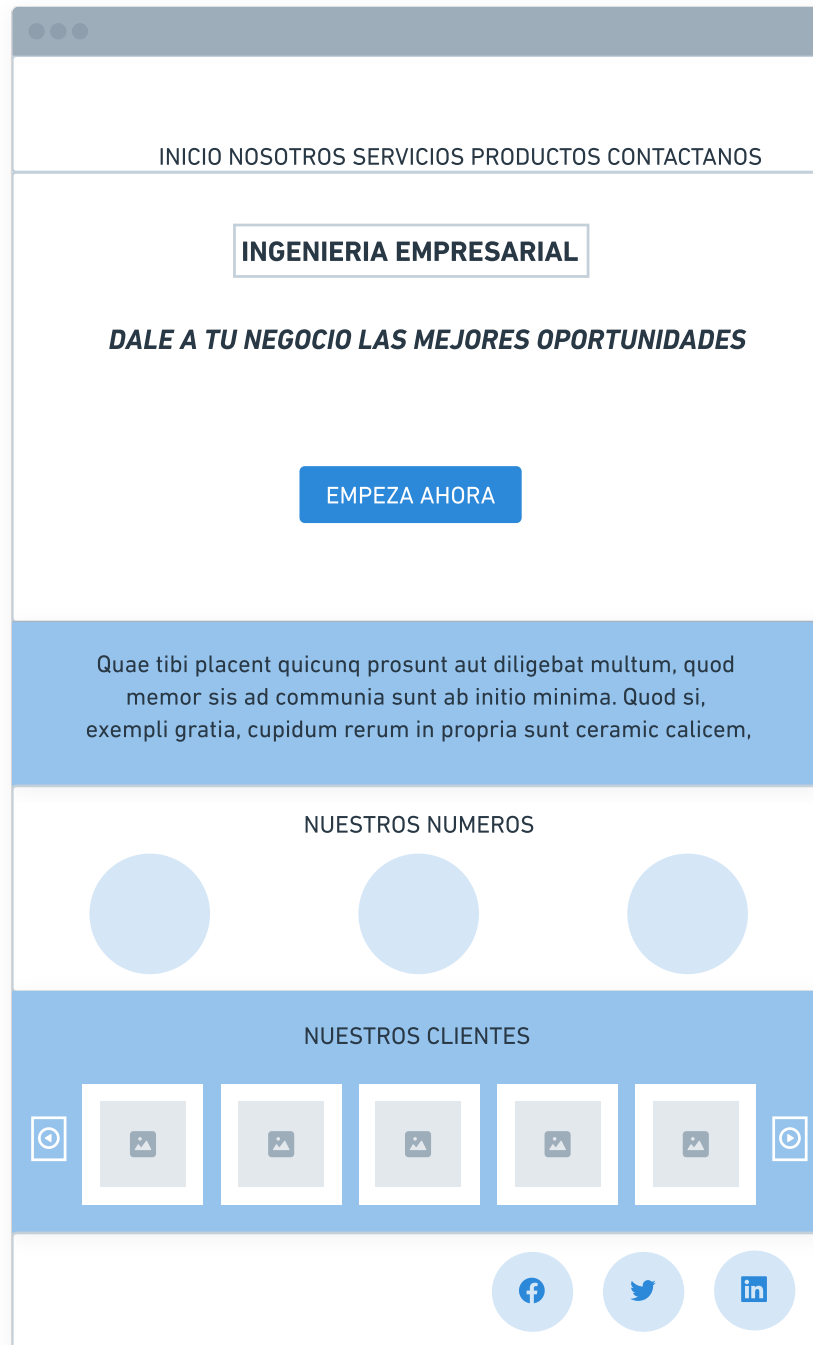 INICIO NOSOTROS SERVICIOS PRODUCTOS CONTACTANOS
INGENIERIA EMPRESARIAL
DALE A TU NEGOCIO LAS MEJORES OPORTUNIDADES
EMPEZA AHORA
Quae tibi placent quicunq prosunt aut diligebat multum, quod
memor sis ad communia sunt ab initio minima. Quod si,
exempli gratia, cupidum rerum in propria sunt ceramic calicem,
NUESTROS NUMEROS
NUESTROS CLIENTES